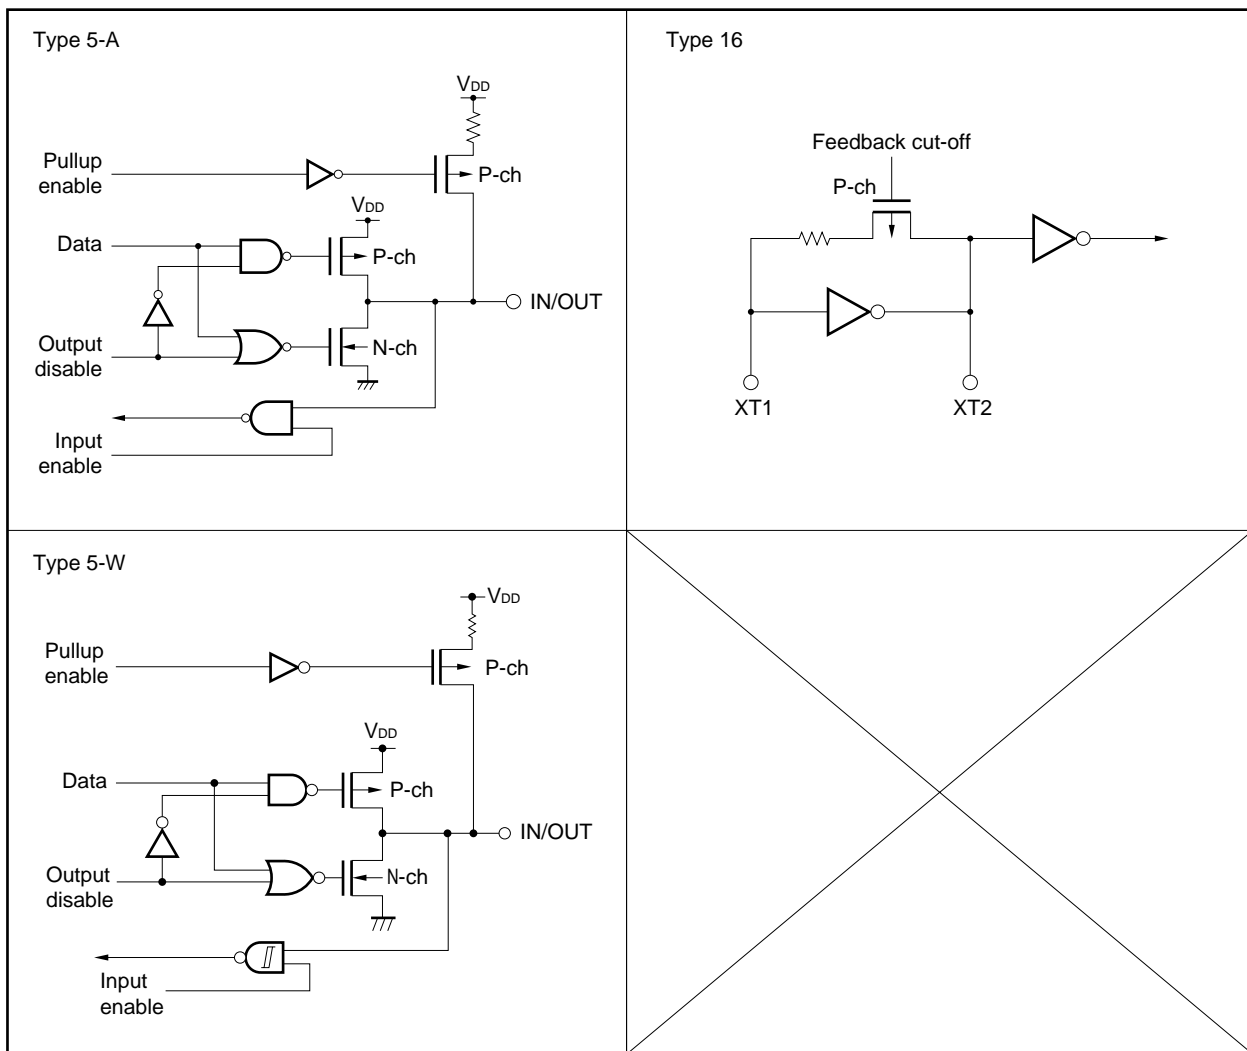 Type 5-A
VDD
Pullup
enable
P-ch
VDD
Data
P-ch
IN/OUT
Output
disable
N-ch
Input
enable
Type 16
Feedback cut-off
P-ch
XT1
XT2
Type 5-W
VDD
Pullup
enable
P-ch
VDD
Data
P-ch
IN/OUT
Output
disable
N-ch
Input
enable